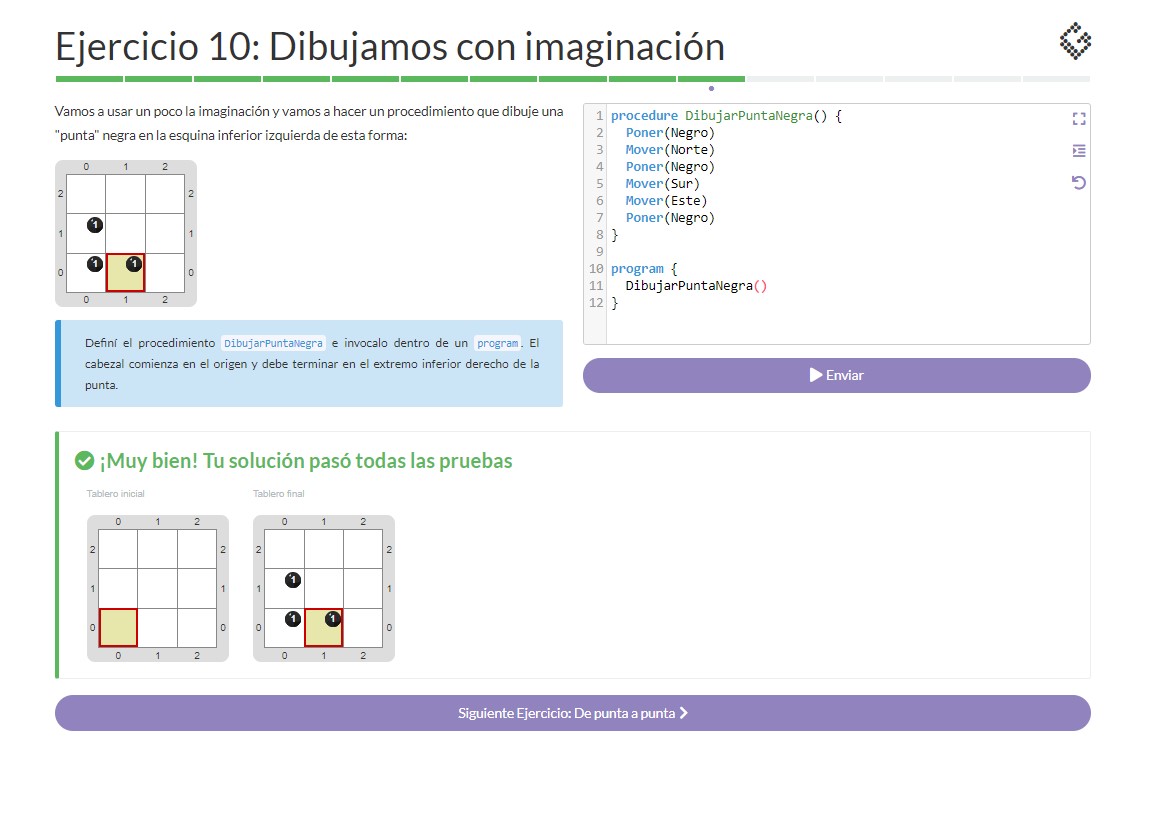 Ejercicio 10: Dibujamos con imaginación
Vamos a usar un poco la imaginación y vamos a hacer un procedimiento que dibuje una
"punta" negra en la esquina inferior izquierda de esta forma:
0 1 2
2 2
1 1 1
0 1 1 0
0 1 2
Definí el procedimiento DibujarPuntaNegra e invocalo dentro de un program. El
cabezal comienza en el origen y debe terminar en el extremo inferior derecho de la
punta.
1 procedure DibujarPuntaNegra() {
2 Poner(Negro)
3 Mover(Norte)
4 Poner(Negro)
5 Mover(Sur)
6 Mover(Este)
7 Poner(Negro)
8 }
9
10 program {
11 DibujarPuntaNegra()
12 }
Enviar
¡Muy bien! Tu solución pasó todas las pruebas
Tablero inicial
0 1 2
2 2
1 1
0 0
0 1 2
Tablero final
0 1 2
2 2
1 1 1
0 1 1 0
0 1 2
Siguiente Ejercicio: De punta a punta